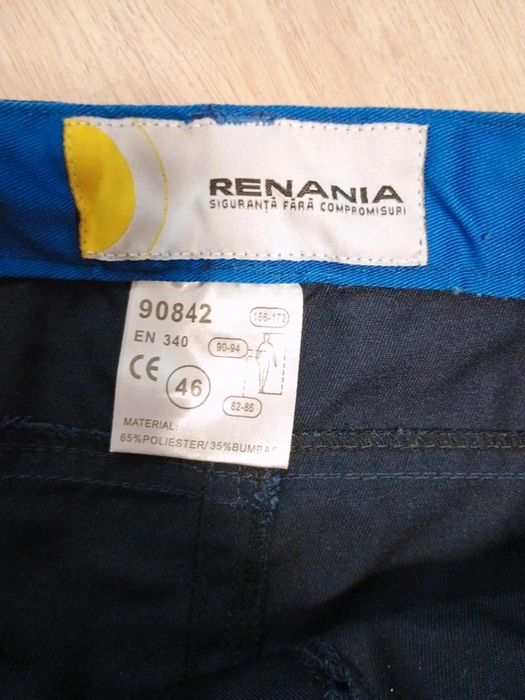 RENANIA
SIGURANȚĂ FĂRĂ COMPROMISURI
90842
EN 340
CE
46
166-172
90-94
82-86
MATERIAL:
65%POLIESTER/35%BUMBAC